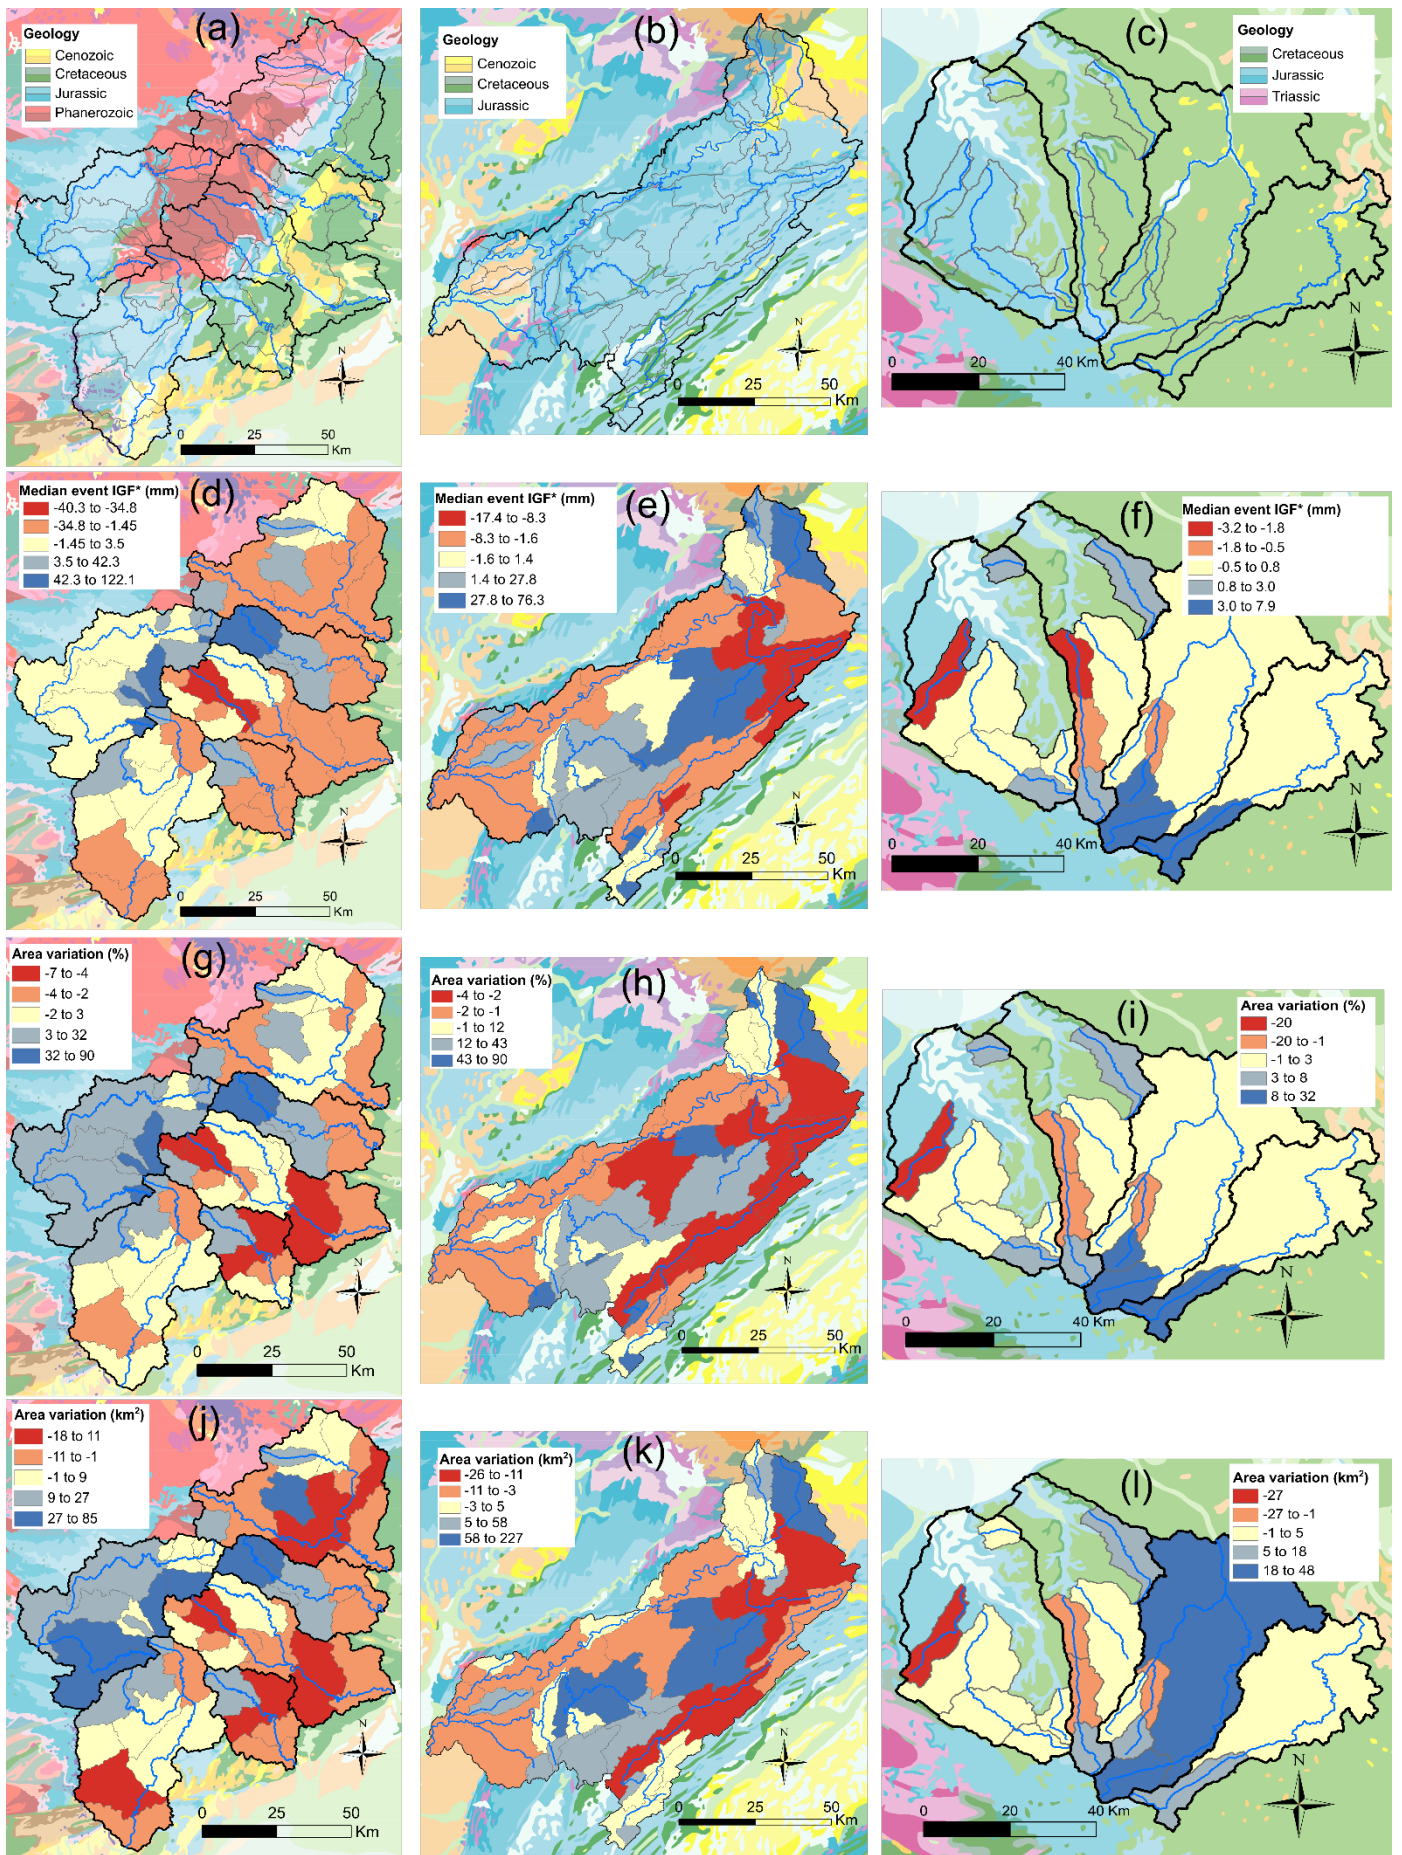 (a)
Geology
Cenozoic
Cretaceous
Jurassic
Phanerozoic
N
0 25 50
Km
(b)
Geology
Cenozoic
Cretaceous
Jurassic
N
0 25 50
Km
(c)
Geology
Cretaceous
Jurassic
Triassic
N
0 20 40 Km
(d)
Median event IGF* (mm)
-40.3 to -34.8
-34.8 to -1.45
-1.45 to 3.5
3.5 to 42.3
42.3 to 122.1
N
0 25 50
Km
(e)
Median event IGF* (mm)
-17.4 to -8.3
-8.3 to -1.6
-1.6 to 1.4
1.4 to 27.8
27.8 to 76.3
N
0 25 50
Km
(f)
Median event IGF* (mm)
-3.2 to -1.8
-1.8 to -0.5
-0.5 to 0.8
0.8 to 3.0
3.0 to 7.9
N
0 20 40 Km
(g)
Area variation (%)
-7 to -4
-4 to -2
-2 to 3
3 to 32
32 to 90
N
0 25 50
Km
(h)
Area variation (%)
-4 to -2
-2 to -1
-1 to 12
12 to 43
43 to 90
N
0 25 50
Km
(i)
Area variation (%)
-20
-20 to -1
-1 to 3
3 to 8
8 to 32
N
0 20 40 Km
(j)
Area variation (km²)
-18 to 11
-11 to -1
-1 to 9
9 to 27
27 to 85
N
0 25 50
Km
(k)
Area variation (km²)
-26 to -11
-11 to -3
-3 to 5
5 to 58
58 to 227
N
0 25 50
Km
(l)
Area variation (km²)
-27
-27 to -1
-1 to 5
5 to 18
18 to 48
N
0 20 40 Km